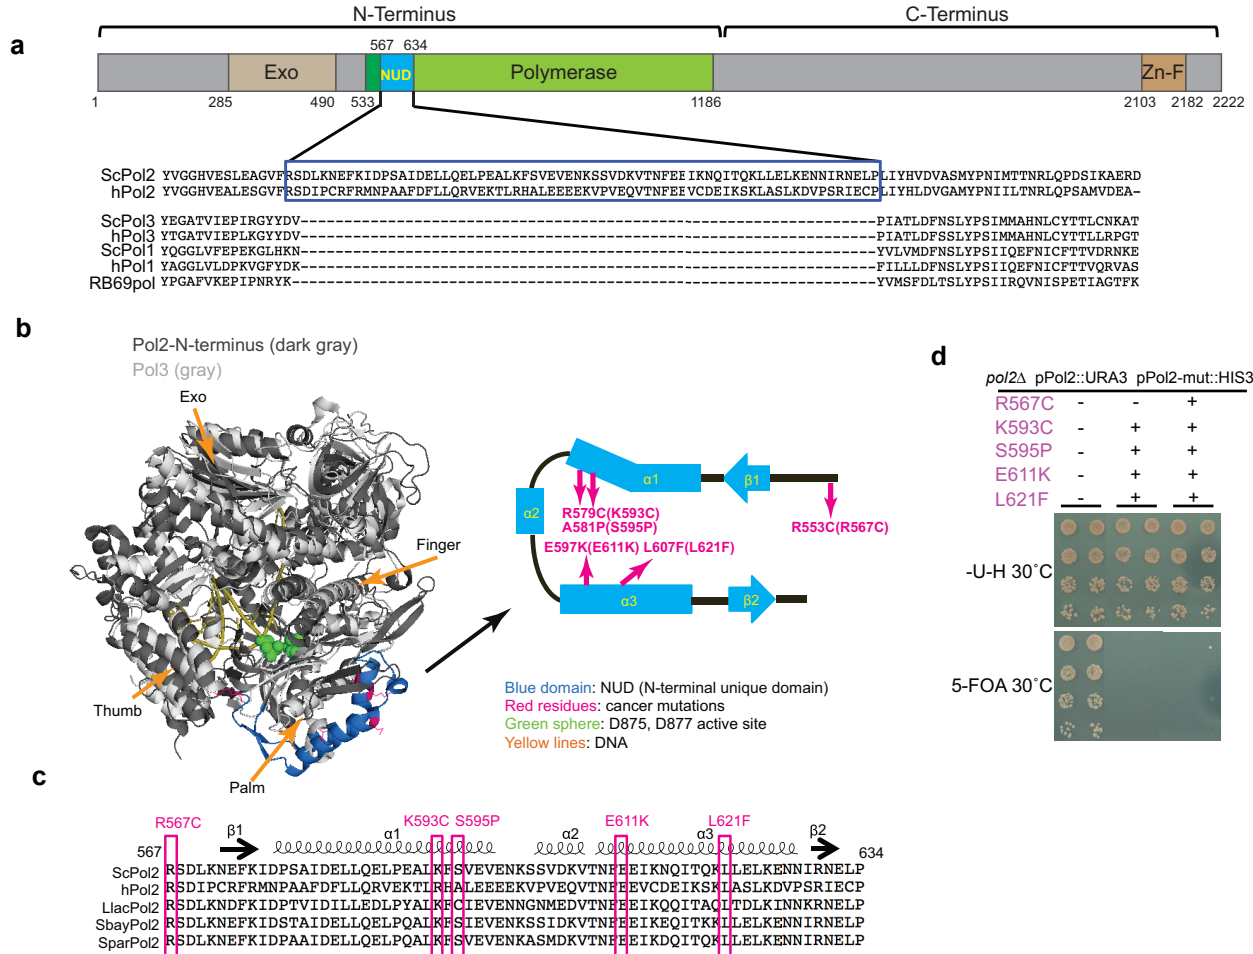 N-Terminus C-Terminus
a
567 634
Exo NUD Polymerase Zn-F
1 285 490 533 1186 2103 2182 2222
ScPol2 YVGGHVESLEAGVFRSDLKNEFKIDPSAIDELLQELPEALKFSVEVENKSSVDKVTNFEEIKNQITQKLLELKENNIRNELPLIYHVDVASMYPNIMTTNRLQPDSIKAERD
hPol2 YVGGHVEALESGVFRSDIPCRFRMNPAAFDFLLQRVEKTLRHALEEEEKVPVEQVTNFEEVCDEIKSKLASLKDVPSRIECPLIYHLDVGAMYPNIILTNRLQPSAMVDEA-
ScPol3 YEGATVIEPIRGYYDV PIATLDFNSLYPSIMMAHNLCYTTLCNKAT
hPol3 YTGATVIEPLKGYYDV PIATLDFNSLYPSIMMAHNLCYTTLLRPGT
ScPol1 YQGGLVFEPEKGLHKN YVLVMDFNSLYPSIIQEFNICFTTVDRNKE
hPol1 YAGGLVLDPKVGFYDK FILLLDFNSLYPSIIQEFNICFTTVQRVAS
RB69pol YPGAFVKEPIPNRYK YVMSFDLTSLYPSIIRQVNISPETIAGTFK
b
Pol2-N-terminus (dark gray)
Pol3 (gray)
Exo
Finger
Thumb
Palm
α1 β1
α2
R579C(K593C)
A581P(S595P)
R553C(R567C)
E597K(E611K) L607F(L621F)
α3 β2
Blue domain: NUD (N-terminal unique domain)
Red residues: cancer mutations
Green sphere: D875, D877 active site
Yellow lines: DNA
d
pol2Δ pPol2::URA3 pPol2-mut::HIS3
R567C - - +
K593C - + +
S595P - + +
E611K - + +
L621F - + +
-U-H 30˚C
5-FOA 30˚C
c
R567C K593C S595P E611K L621F
β1 α1 α2 α3 β2
567 634
ScPol2 RSDLKNEFKIDPSAIDELLQELPEALKFSVEVENKSSVDKVTNFEEIKNQITQKLLELKENNIRNELP
hPol2 RSDIPCRFRMNPAAFDFLLQRVEKTLRHALEEEEKVPVEQVTNFEEVCDEIKSKLASLKDVPSRIECP
LlacPol2 RSDLKNDFKIDPTVIDILLEDLPYALKFCIEVENNGNMEDVTNFEEIKQQITAQLTDLKINNKRNELP
SbayPol2 RSDLKNEFKIDSTAIDELLQELPQALKFSIEVENKSSIDKVTNFEEIKEQITKKLLELKENNIRNELP
SparPol2 RSDLKNEFKIDPAAIDELLQELPQALKFSVEVENKASMDKVTNFEEIKDQITQKLLELKENNIRNELP